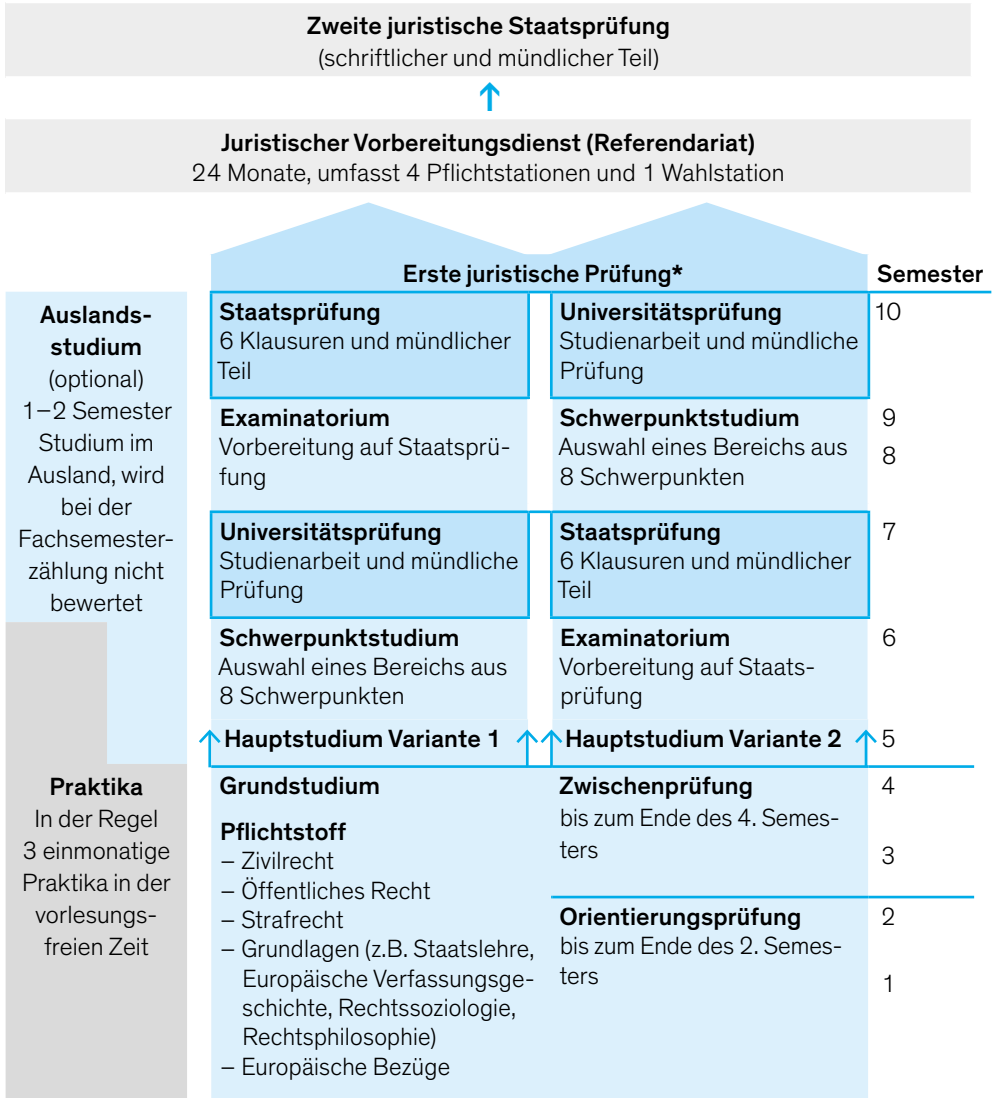 Zweite juristische Staatsprüfung
(schriftlicher und mündlicher Teil)
Juristischer Vorbereitungsdienst (Referendariat)
24 Monate, umfasst 4 Pflichtstationen und 1 Wahlstation
Erste juristische Prüfung*
Semester
Auslands-
studium
(optional)
1–2 Semester
Studium im
Ausland, wird
bei der
Fachsemester-
zählung nicht
bewertet
Praktika
In der Regel
3 einmonatige
Praktika in der
vorlesungs-
freien Zeit
Staatsprüfung
6 Klausuren und mündlicher
Teil
Universitätsprüfung
Studienarbeit und mündliche
Prüfung
10
Examinatorium
Vorbereitung auf Staatsprü-
fung
Schwerpunktstudium
Auswahl eines Bereichs aus
8 Schwerpunkten
9
8
Universitätsprüfung
Studienarbeit und mündliche
Prüfung
Staatsprüfung
6 Klausuren und mündlicher
Teil
7
Schwerpunktstudium
Auswahl eines Bereichs aus
8 Schwerpunkten
Examinatorium
Vorbereitung auf Staats-
prüfung
6
Hauptstudium Variante 1
Hauptstudium Variante 2
5
Grundstudium
Pflichtstoff
– Zivilrecht
– Öffentliches Recht
– Strafrecht
– Grundlagen (z.B. Staatslehre,
Europäische Verfassungsge-
schichte, Rechtssoziologie,
Rechtsphilosophie)
– Europäische Bezüge
Zwischenprüfung
bis zum Ende des 4. Semes-
ters
4
3
Orientierungsprüfung
bis zum Ende des 2. Semes-
ters
2
1